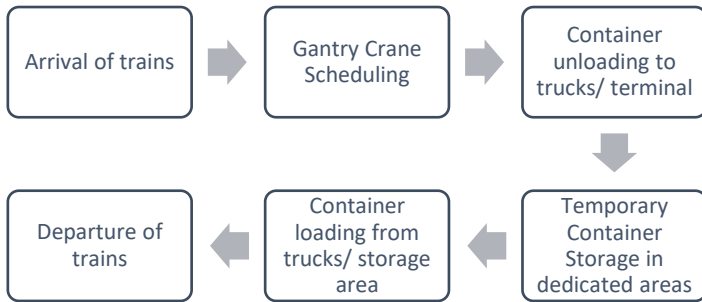 Arrival of trains
Gantry Crane
Scheduling
Container
unloading to
trucks/ terminal
Temporary
Container
Storage in
dedicated areas
Container
loading from
trucks/ storage
area
Departure of
trains